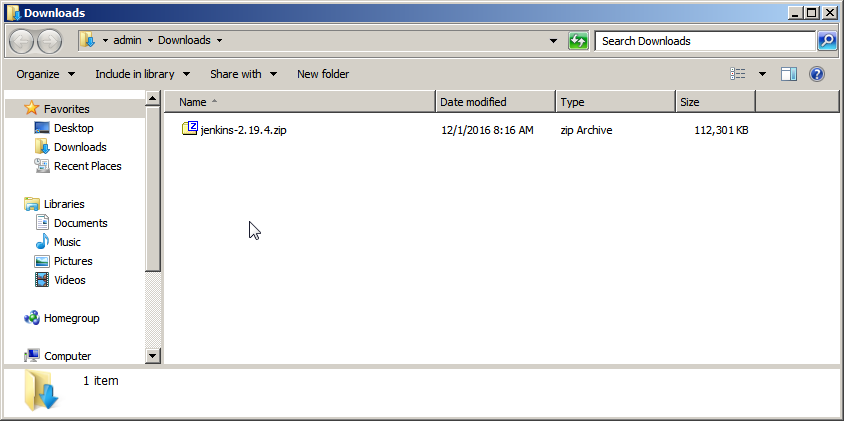 Downloads
admin Downloads Search Downloads
Organize Include in library Share with New folder
Name Date modified Type Size
jenkins-2.19.4.zip 12/1/2016 8:16 AM zip Archive 112,301 KB
Favorites
Desktop
Downloads
Recent Places
Libraries
Documents
Music
Pictures
Videos
Homegroup
Computer
1 item